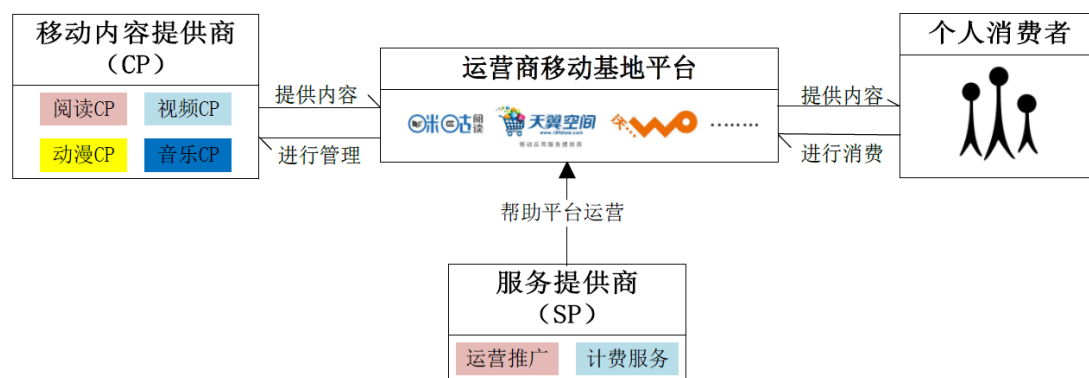 移动内容提供商
（CP）
阅读CP
视频CP
动漫CP
音乐CP
提供内容
进行管理
运营商移动基地平台
咪咕
阅读
天翼空间
移动应用服务提供商
沃
WO
………
提供内容
进行消费
个人消费者
帮助平台运营
服务提供商
（SP）
运营推广
计费服务